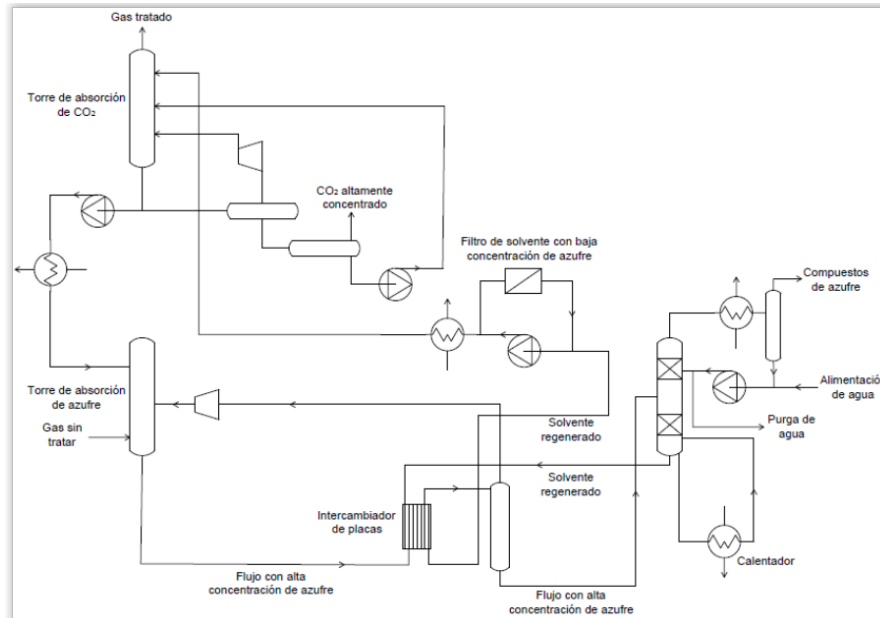 Gas tratado
Torre de absorción
de CO₂
CO₂ altamente
concentrado
Filtro de solvente con baja
concentración de azufre
Compuestos
de azufre
Alimentación
de agua
Purga de
agua
Torre de absorción
de azufre
Gas sin
tratar
Solvente
regenerado
Solvente
regenerado
Intercambiador
de placas
Calentador
Flujo con alta
concentración de azufre
Flujo con alta
concentración de azufre